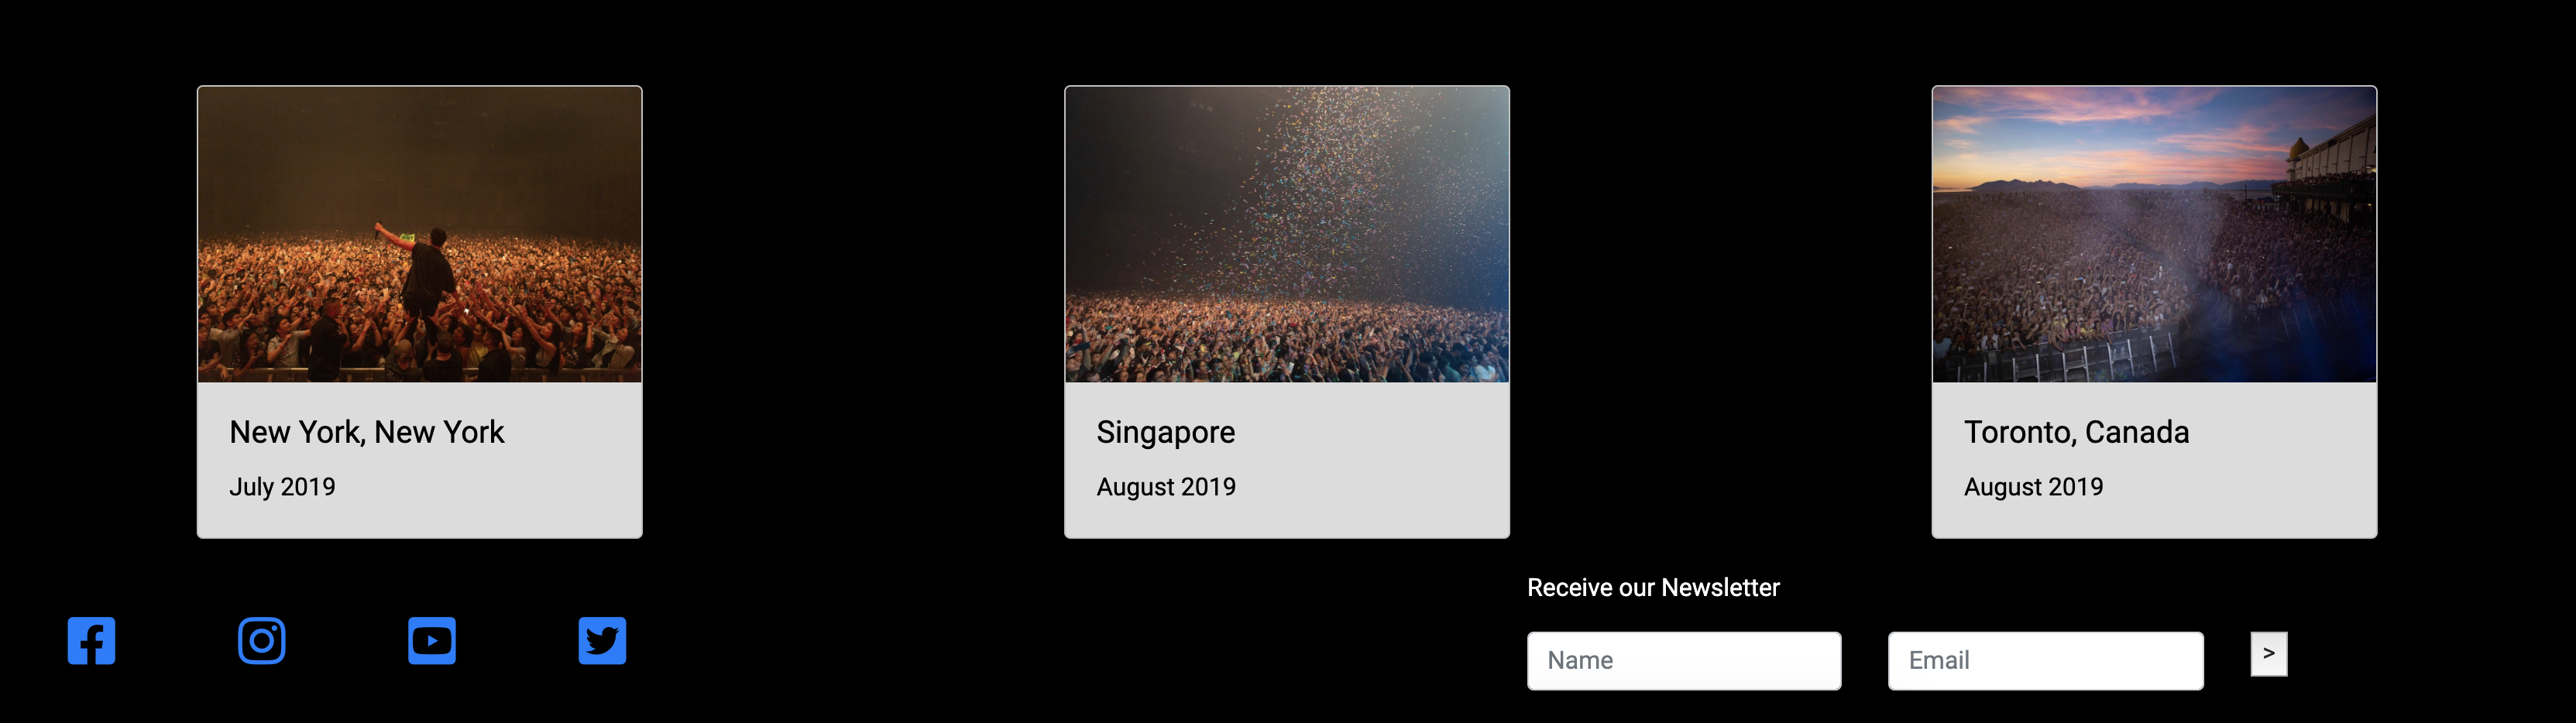 New York, New York
July 2019
Singapore
August 2019
Toronto, Canada
August 2019
Receive our Newsletter
Name
Email
>